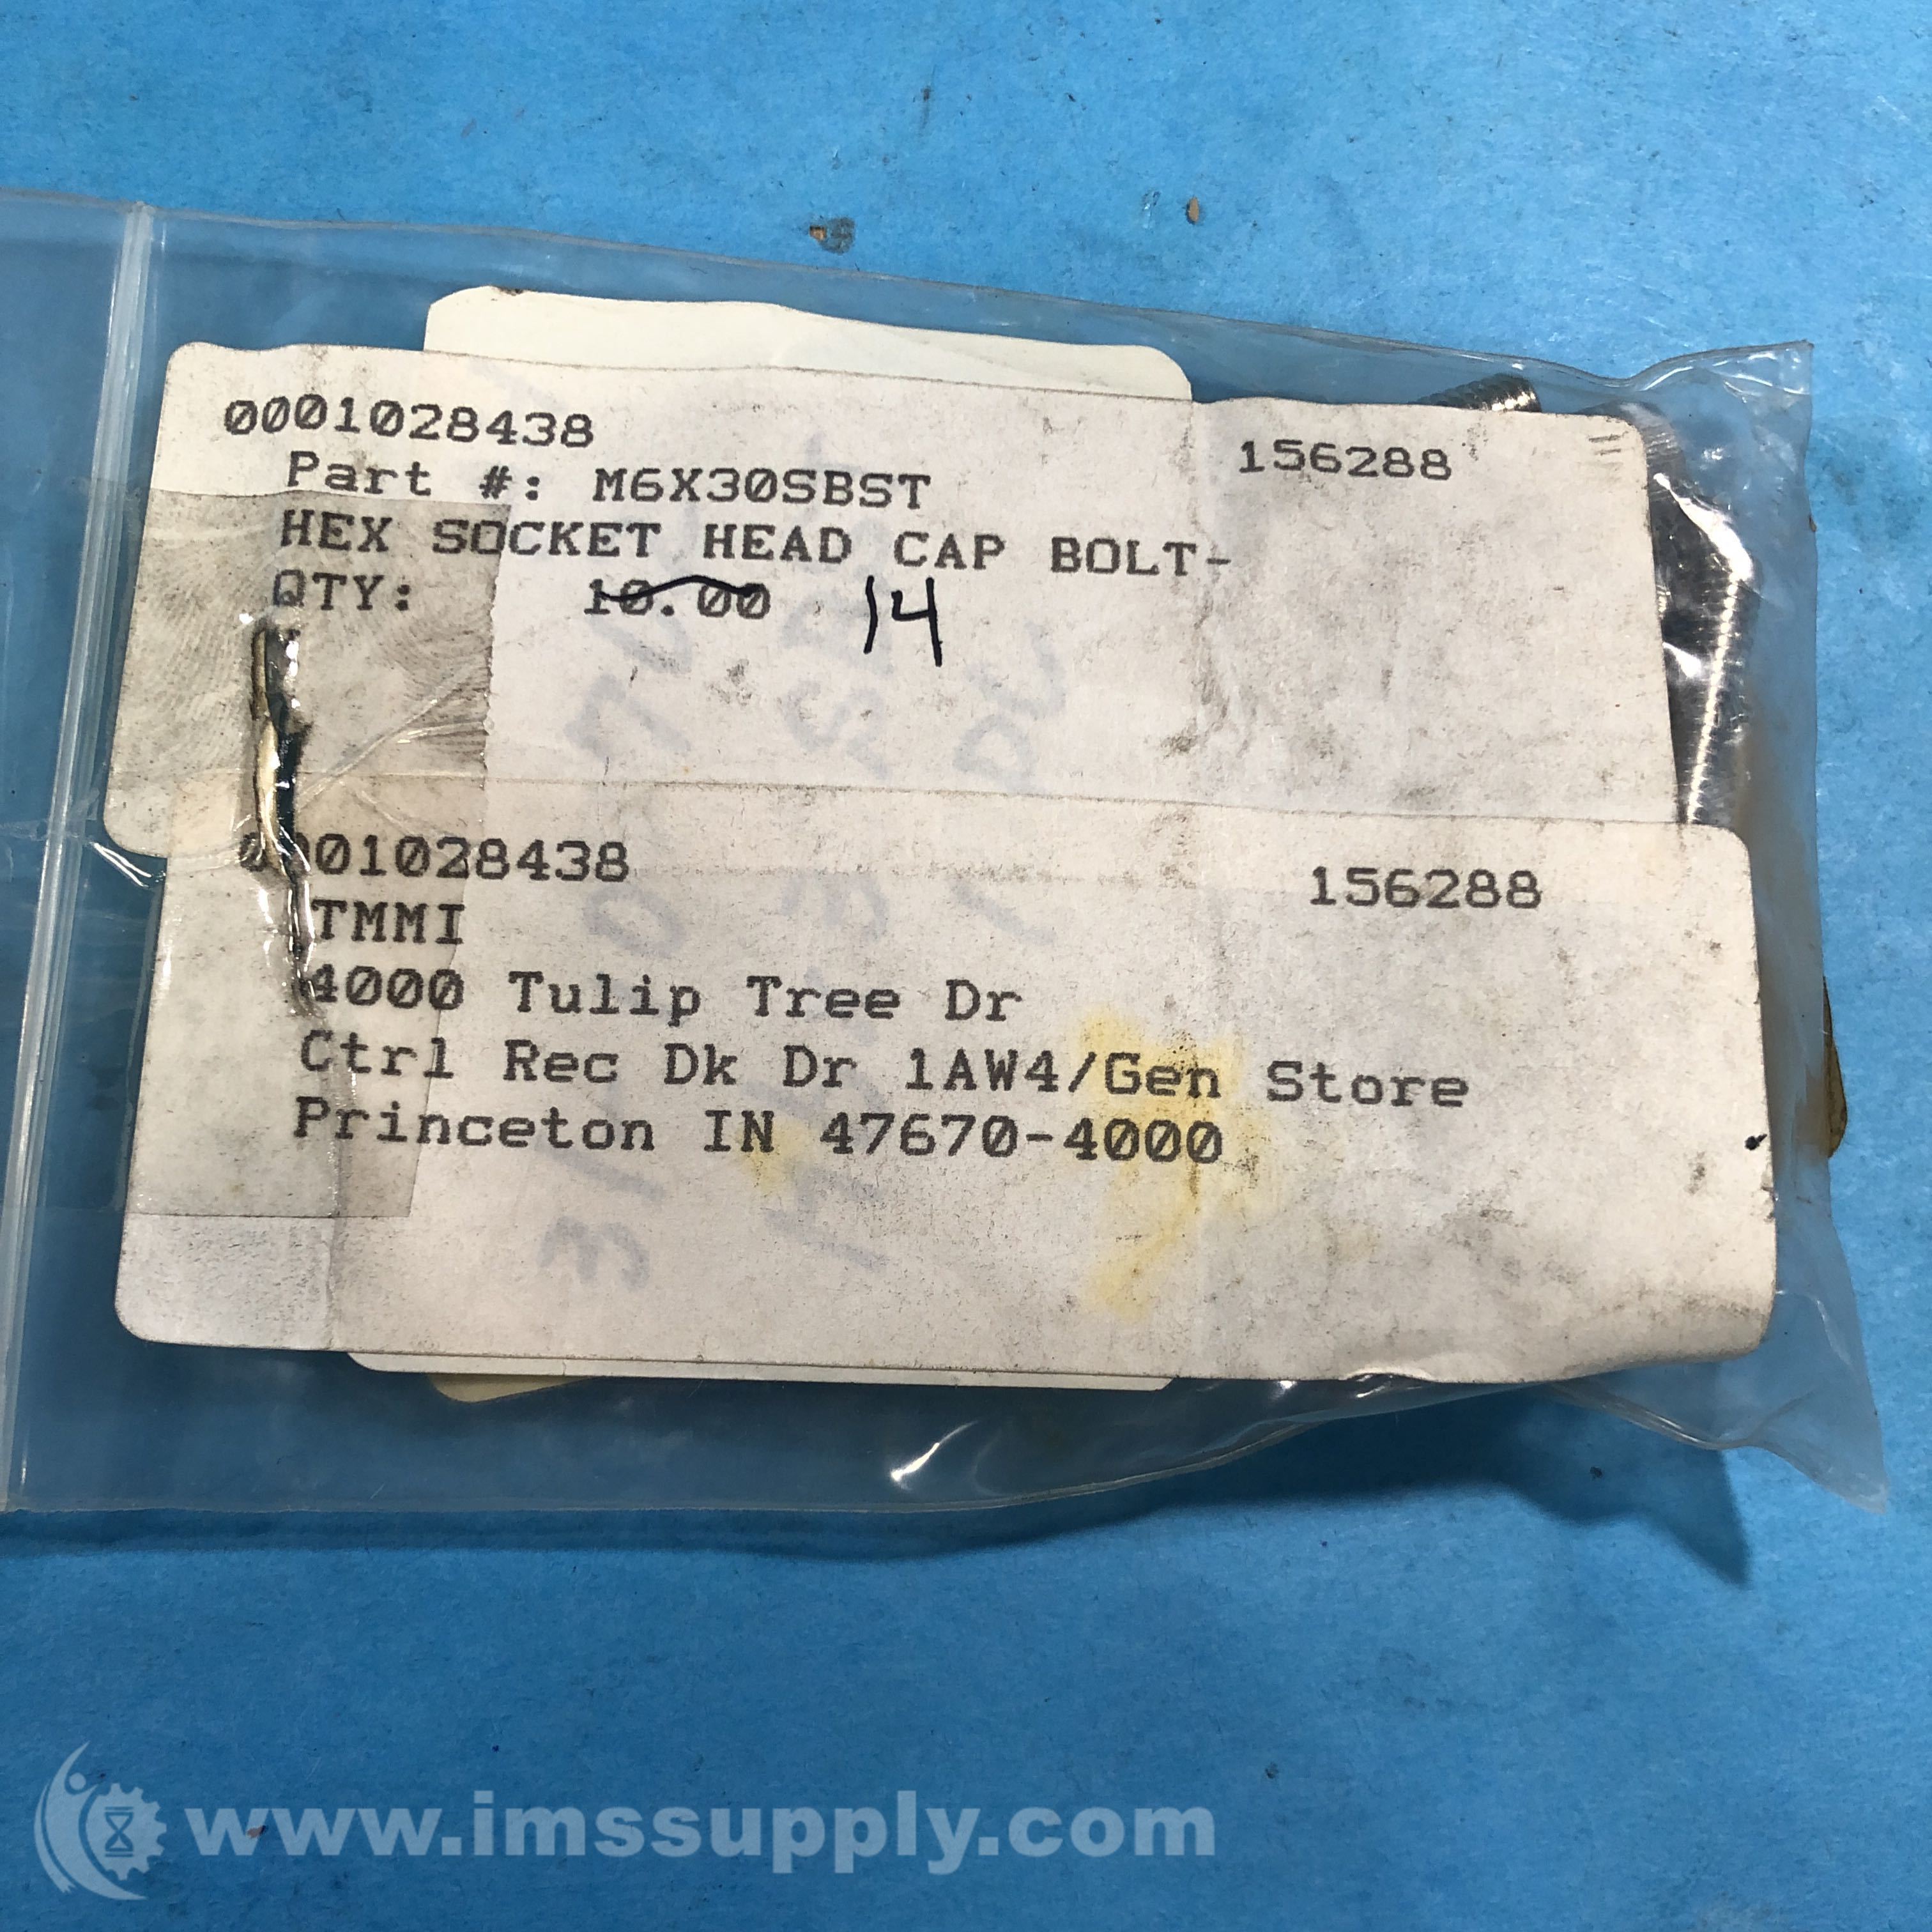 0001028438 156288
Part #: M6X30SBST
HEX SOCKET HEAD CAP BOLT-
QTY: 10.00 14
0001028438 156288
TMMI
4000 Tulip Tree Dr
Ctrl Rec Dk Dr 1AW4/Gen Store
Princeton IN 47670-4000
www.imssupply.com